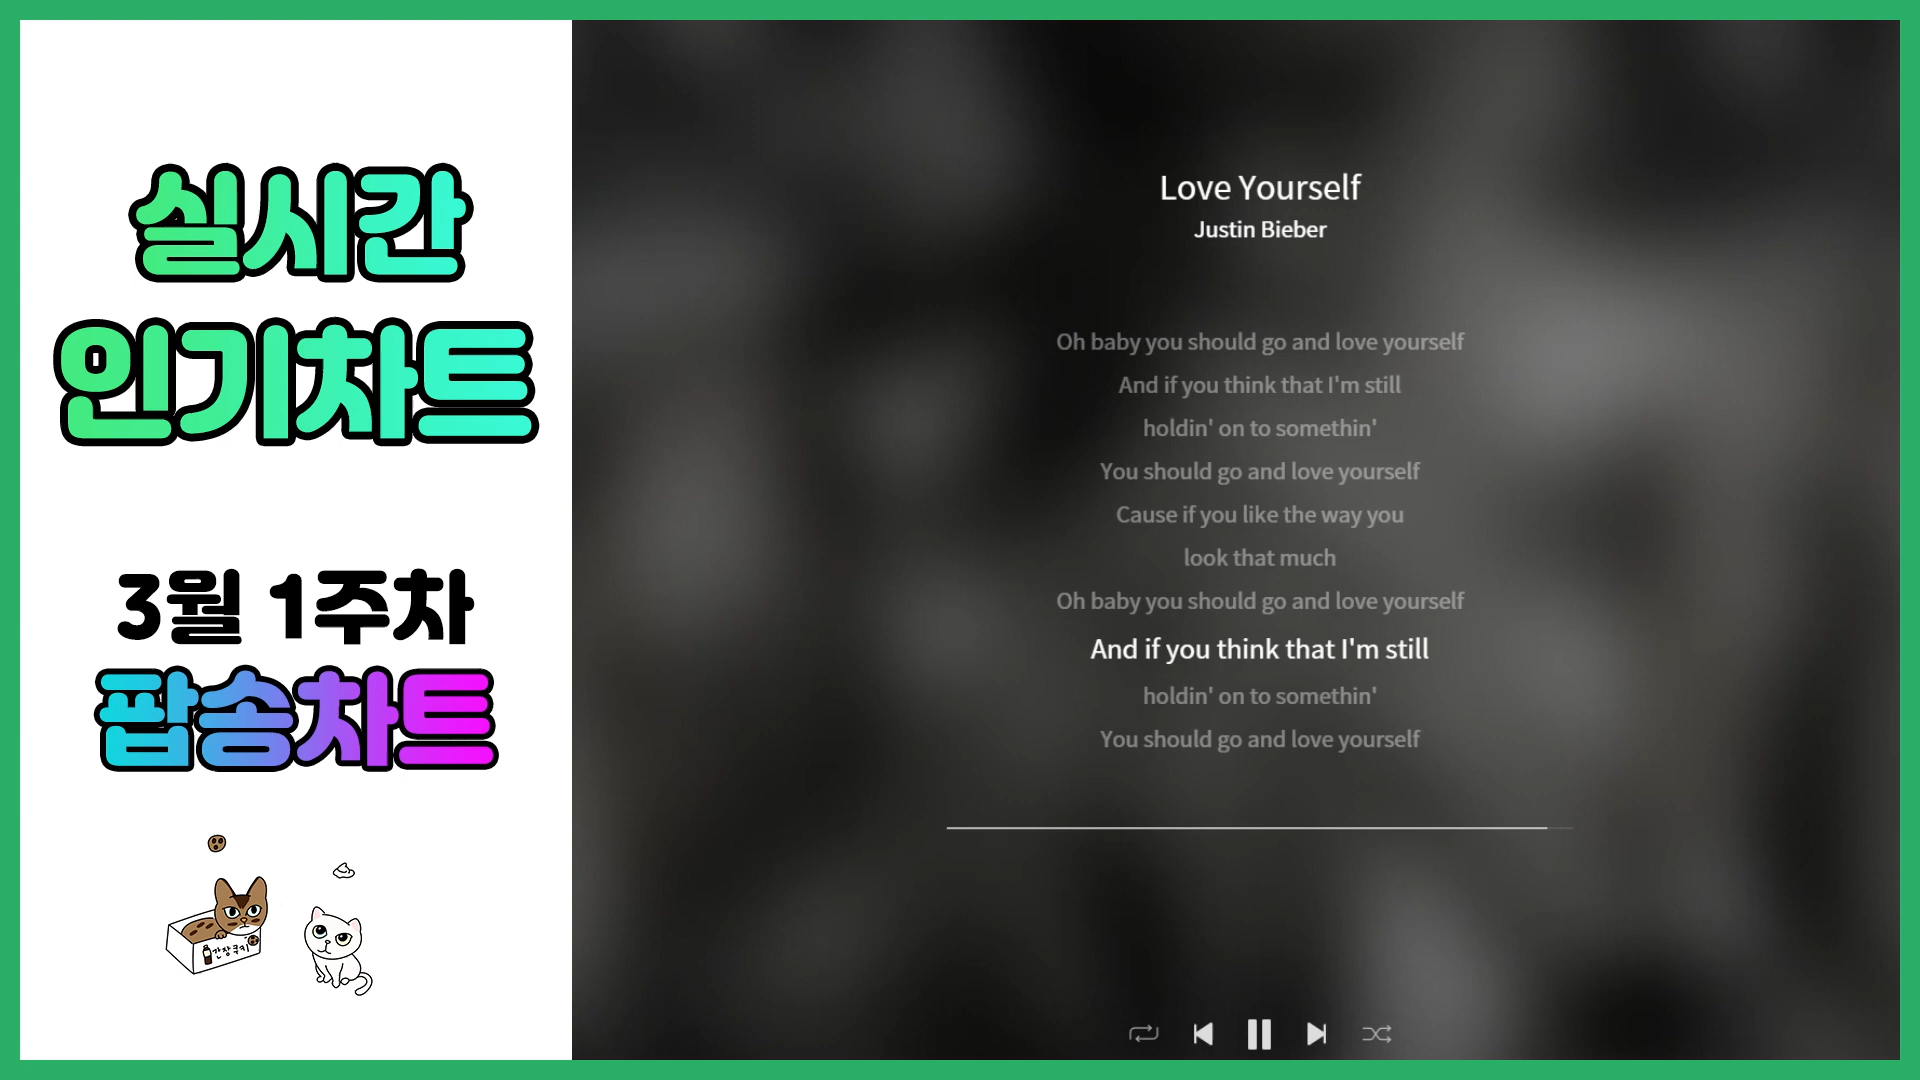 실시간
인기차트
3월 1주차
팝송차트
간장쿠키
Love Yourself
Justin Bieber
Oh baby you should go and love yourself
And if you think that I'm still
holdin' on to somethin'
You should go and love yourself
Cause if you like the way you
look that much
Oh baby you should go and love yourself
And if you think that I'm still
holdin' on to somethin'
You should go and love yourself